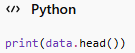 </> Python
print(data.head())